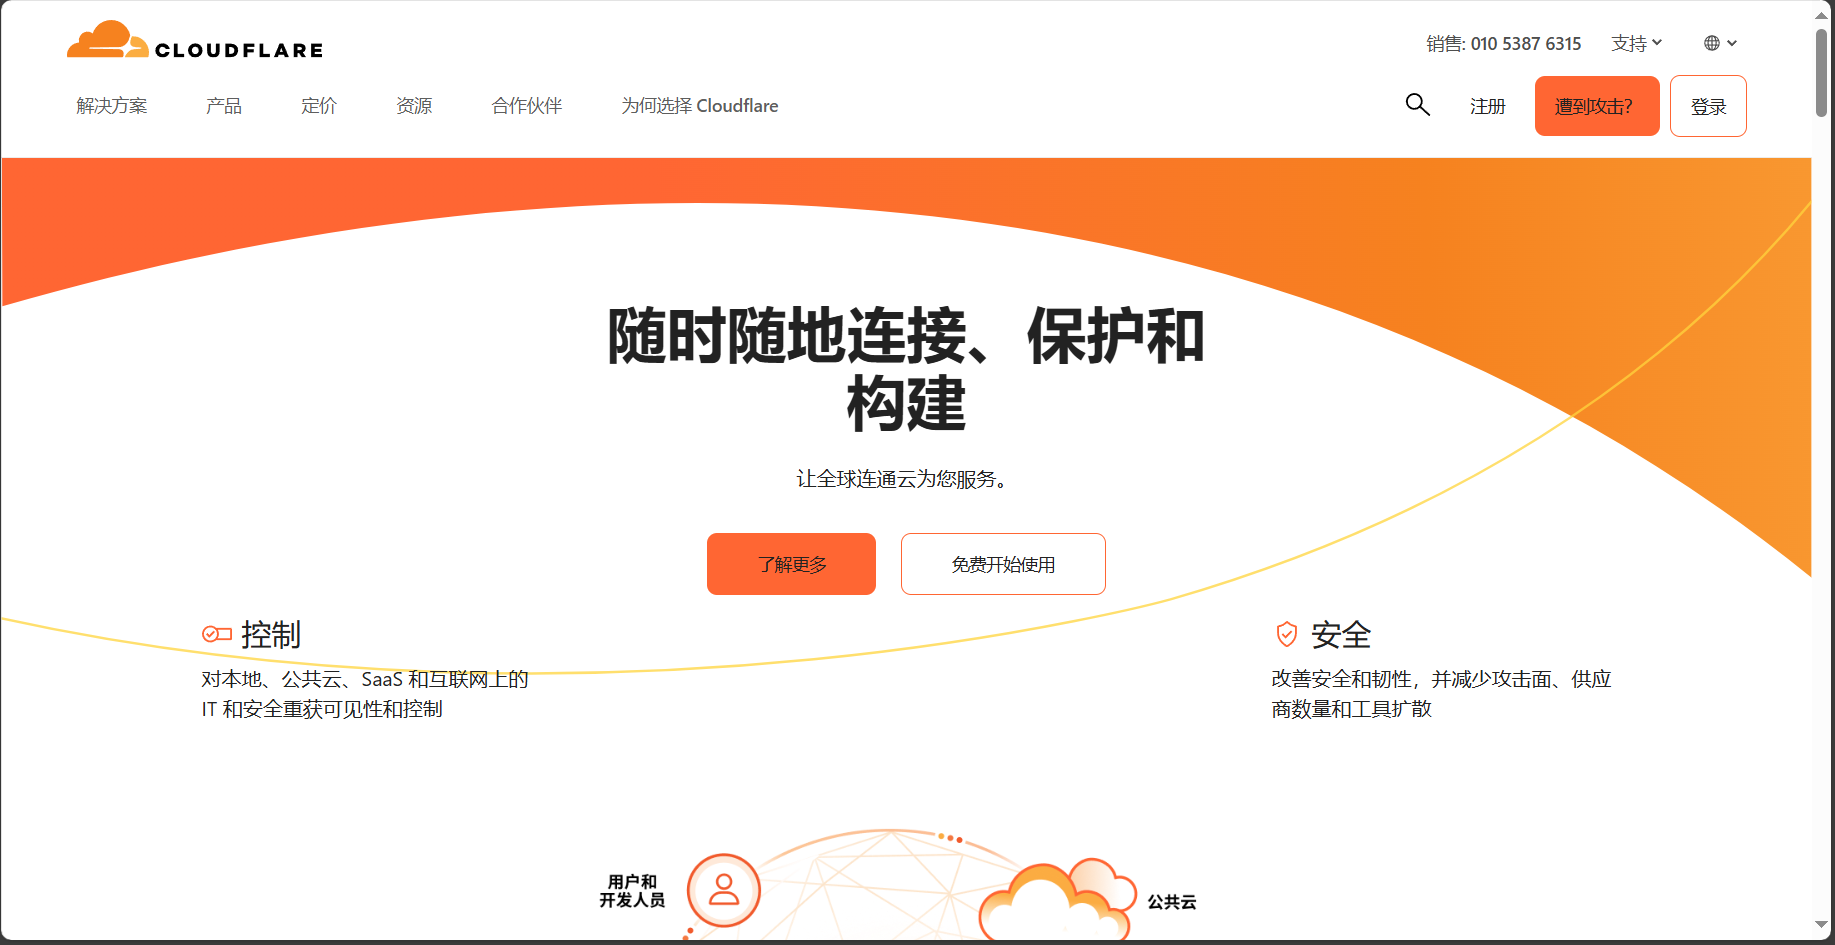 CLOUDFLARE
销售: 010 5387 6315
支持
解决方案
产品
定价
资源
合作伙伴
为何选择 Cloudflare
注册
遭到攻击?
登录
随时随地连接、保护和
构建
让全球连通云为您服务。
了解更多
免费开始使用
控制
对本地、公共云、SaaS 和互联网上的
IT 和安全重获可见性和控制
安全
改善安全和韧性，并减少攻击面、供应
商数量和工具扩散
用户和
开发人员
公共云